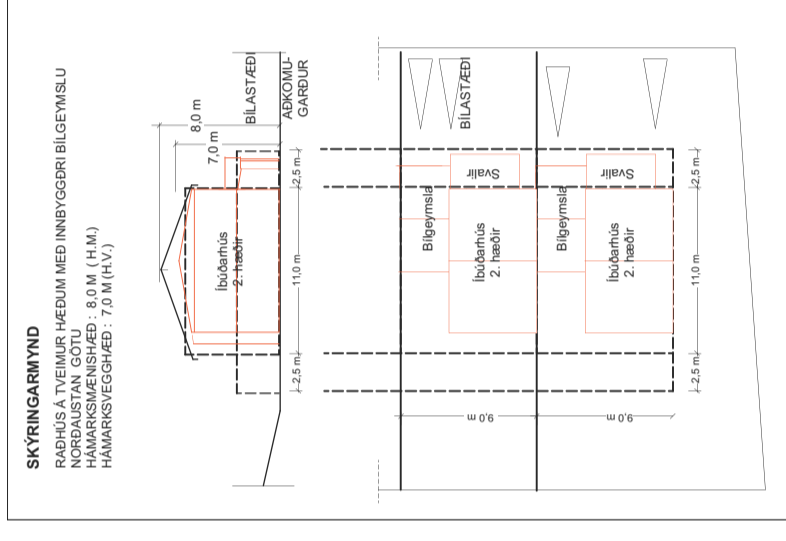 SKÝRINGARMYND
RAÐHÚS Á TVEIMUR HÆÐUM MEÐ INNBYGGÐRI BÍLGEYMSLU
NORÐAUSTAN GÖTU
HÁMARKSMÆNISHÆÐ : 8,0 M ( H.M.)
HÁMARKSVEGGHÆÐ : 7,0 M (H.V.)
8,0 m
7,0 m
BÍLASTÆÐI
AÐKOMU-
GARÐUR
Íbúðarhús
2. hæðir
2,5 m
11,0 m
2,5 m
BÍLASTÆÐI
Svalir
Bílgeymsla
Íbúðarhús
2. hæðir
Svalir
Bílgeymsla
Íbúðarhús
2. hæðir
9,0 m
9,0 m
2,5 m
11,0 m
2,5 m